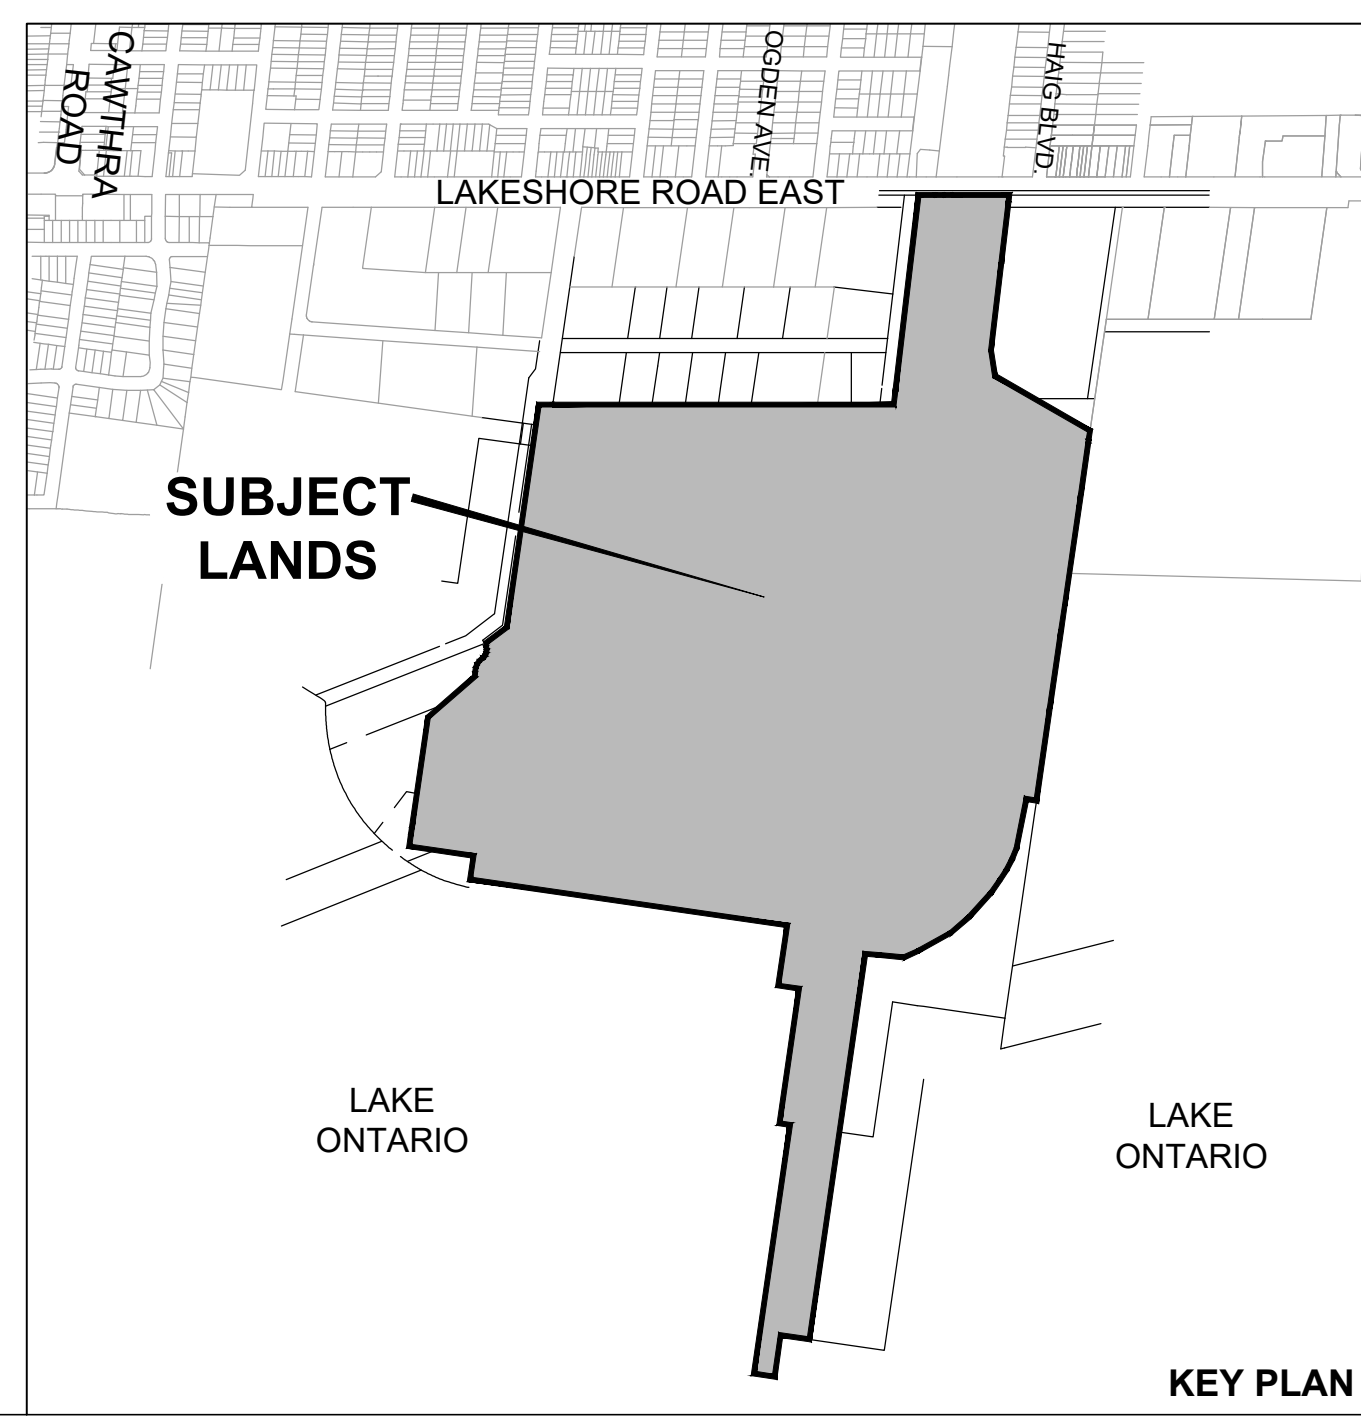 CAWTHRA
ROAD
OGDEN AVE.
HAIG BLVD.
LAKESHORE ROAD EAST
SUBJECT
LANDS
LAKE
ONTARIO
LAKE
ONTARIO
KEY PLAN